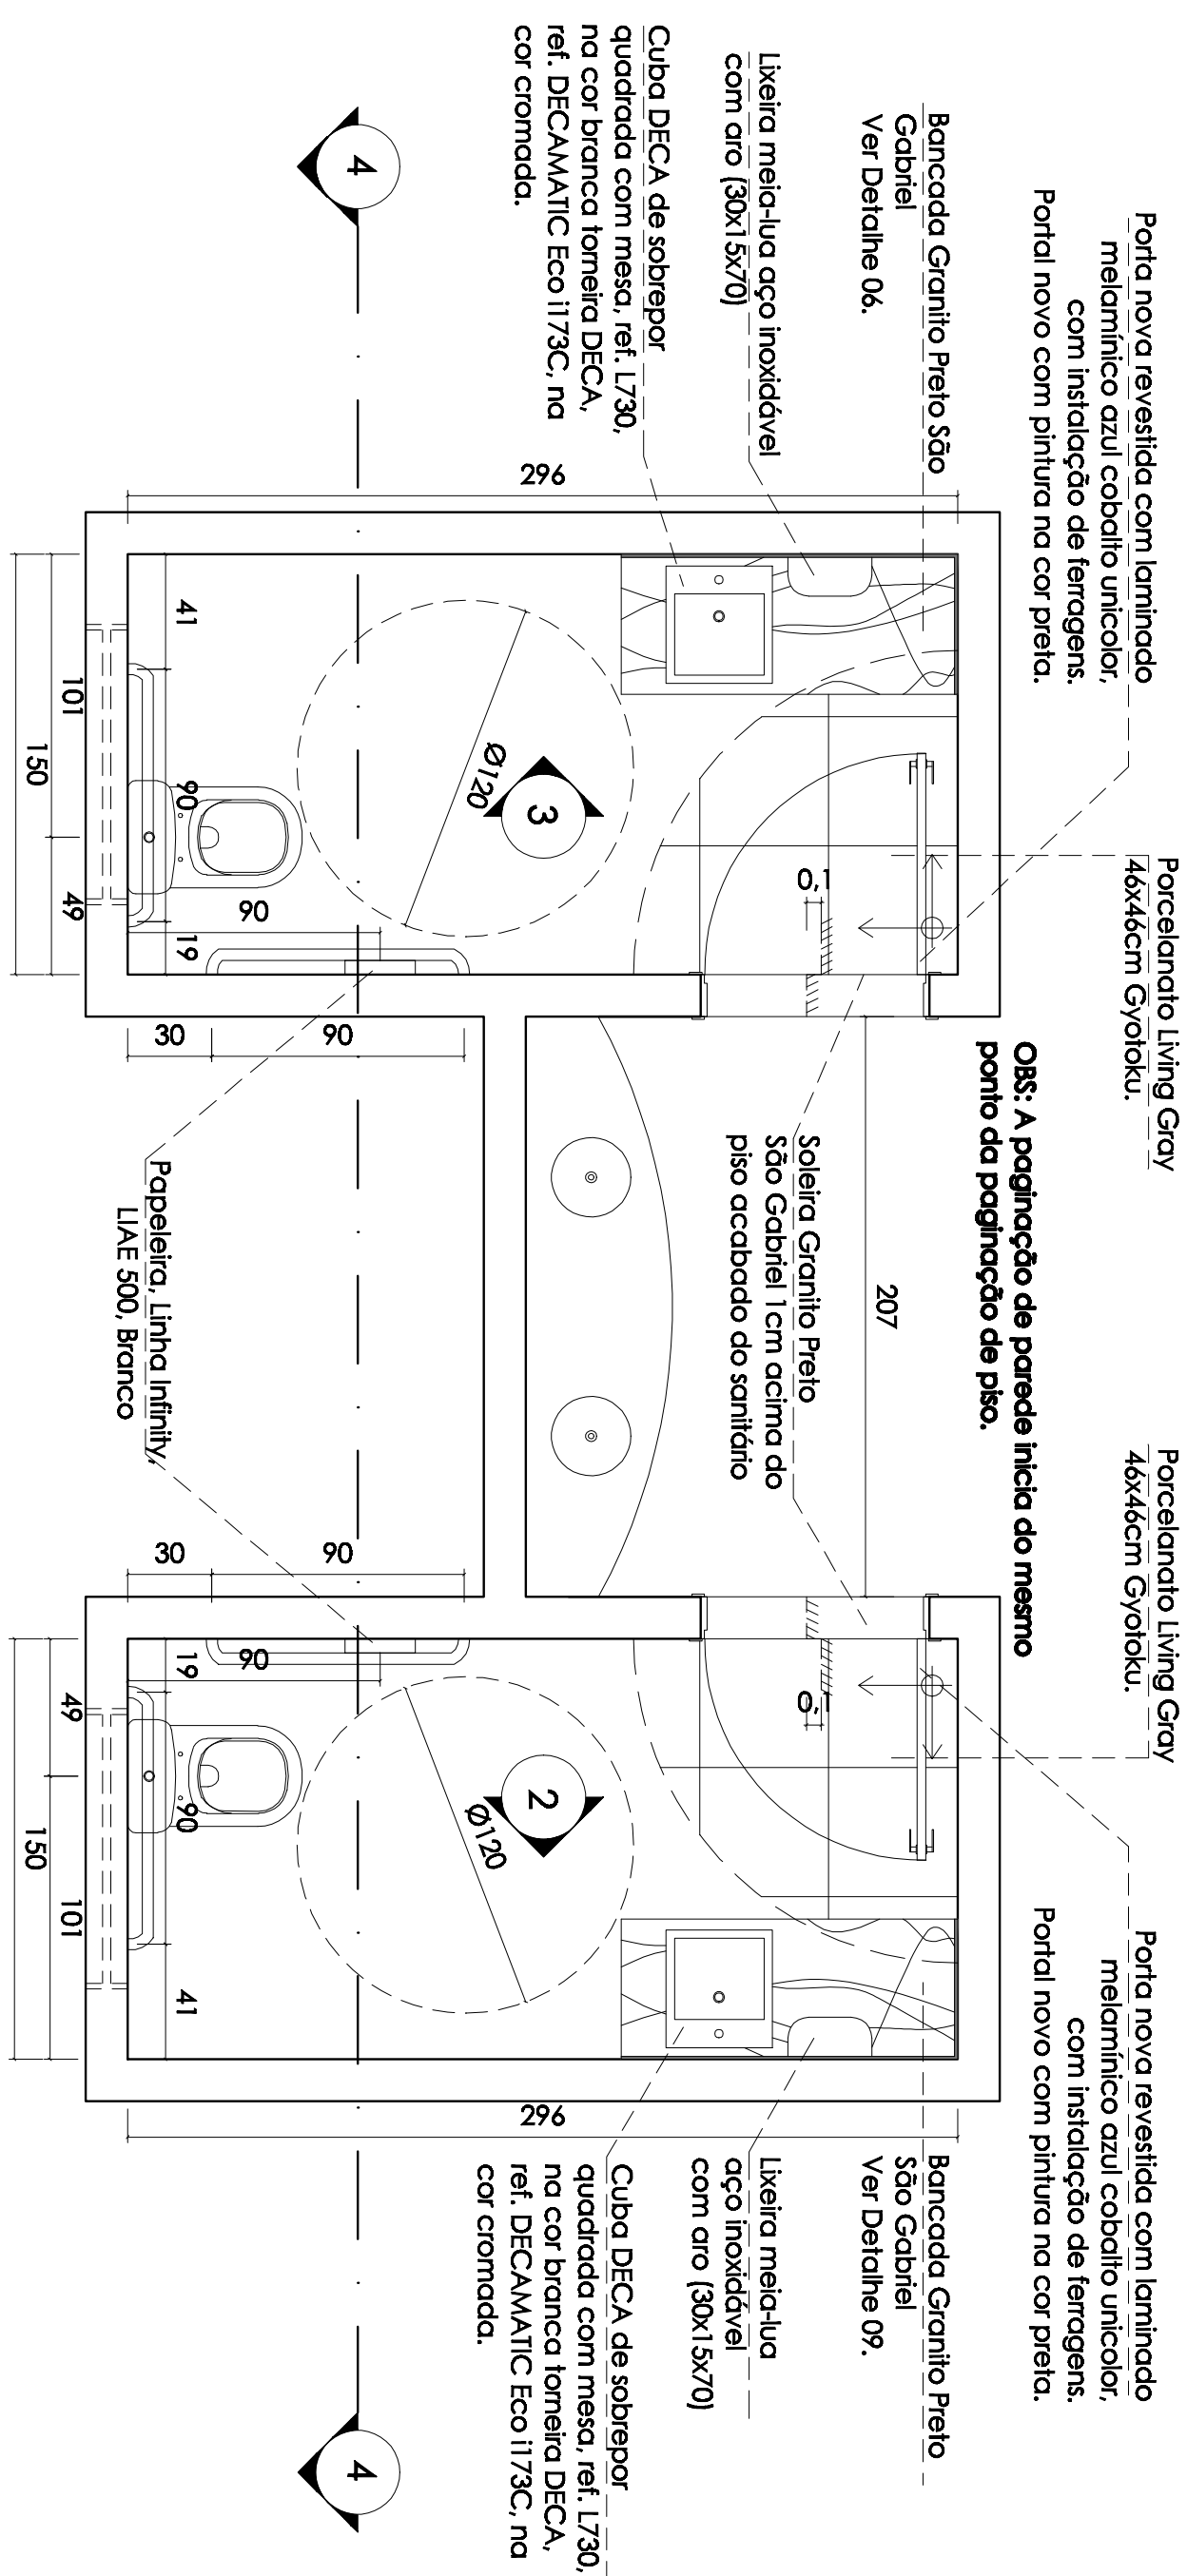 Porta nova revestida com laminado
melamínico azul cobalto unicolor,
com instalação de ferragens.
Portal novo com pintura na cor preta.
Porcelanato Living Gray
46x46cm Gyotoku.
Porcelanato Living Gray
46x46cm Gyotoku.
Porta nova revestida com laminado
melamínico azul cobalto unicolor,
com instalação de ferragens.
Portal novo com pintura na cor preta.
OBS: A paginação de parede inicia do mesmo
ponto da paginação de piso.
Bancada Granito Preto São
Gabriel
Ver Detalhe 06.
Lixeira meia-lua aço inoxidável
com aro (30x15x70)
Cuba DECA de sobrepor
quadrada com mesa, ref. L730,
na cor branca torneira DECA,
ref. DECAMATIC Eco i173C, na
cor cromada.
Bancada Granito Preto
São Gabriel
Ver Detalhe 09.
Lixeira meia-lua
aço inoxidável
com aro (30x15x70)
Cuba DECA de sobrepor
quadrada com mesa, ref. L730,
na cor branca torneira DECA,
ref. DECAMATIC Eco i173C, na
cor cromada.
207
Soleira Granito Preto
São Gabriel 1cm acima do
piso acabado do sanitário
0,1
0,1
296
296
3
2
Ø120
Ø120
4
4
90
30
90
90
30
90
41
90
19
19
90
41
101
49
49
101
150
150
Papeleira, Linha Infinity,
LIAE 500, Branco